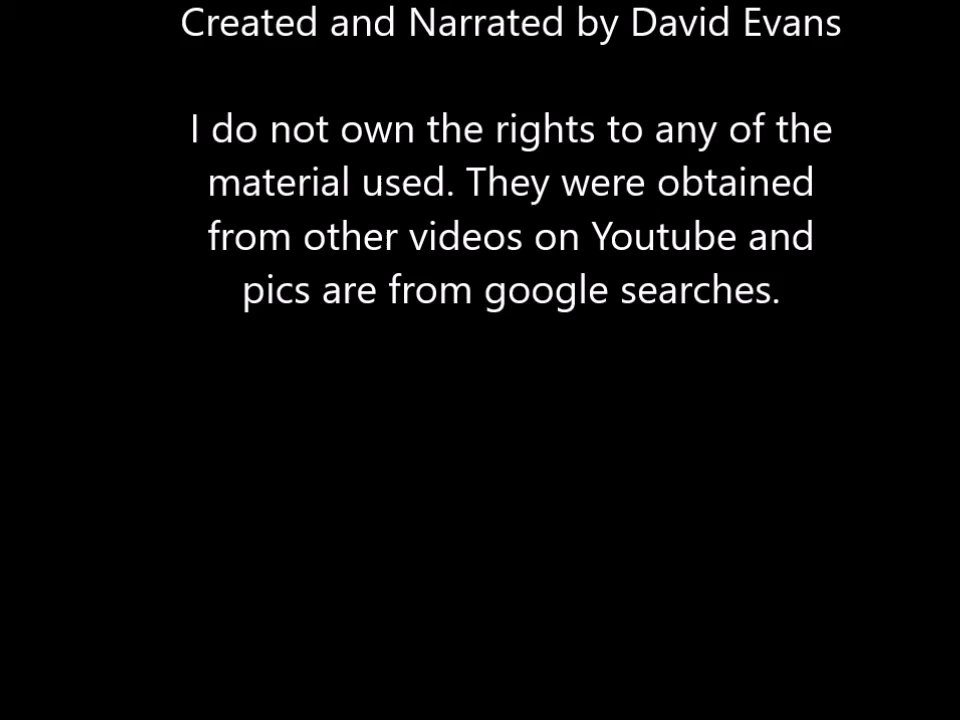 Created and Narrated by David Evans
I do not own the rights to any of the
material used. They were obtained
from other videos on Youtube and
pics are from google searches.